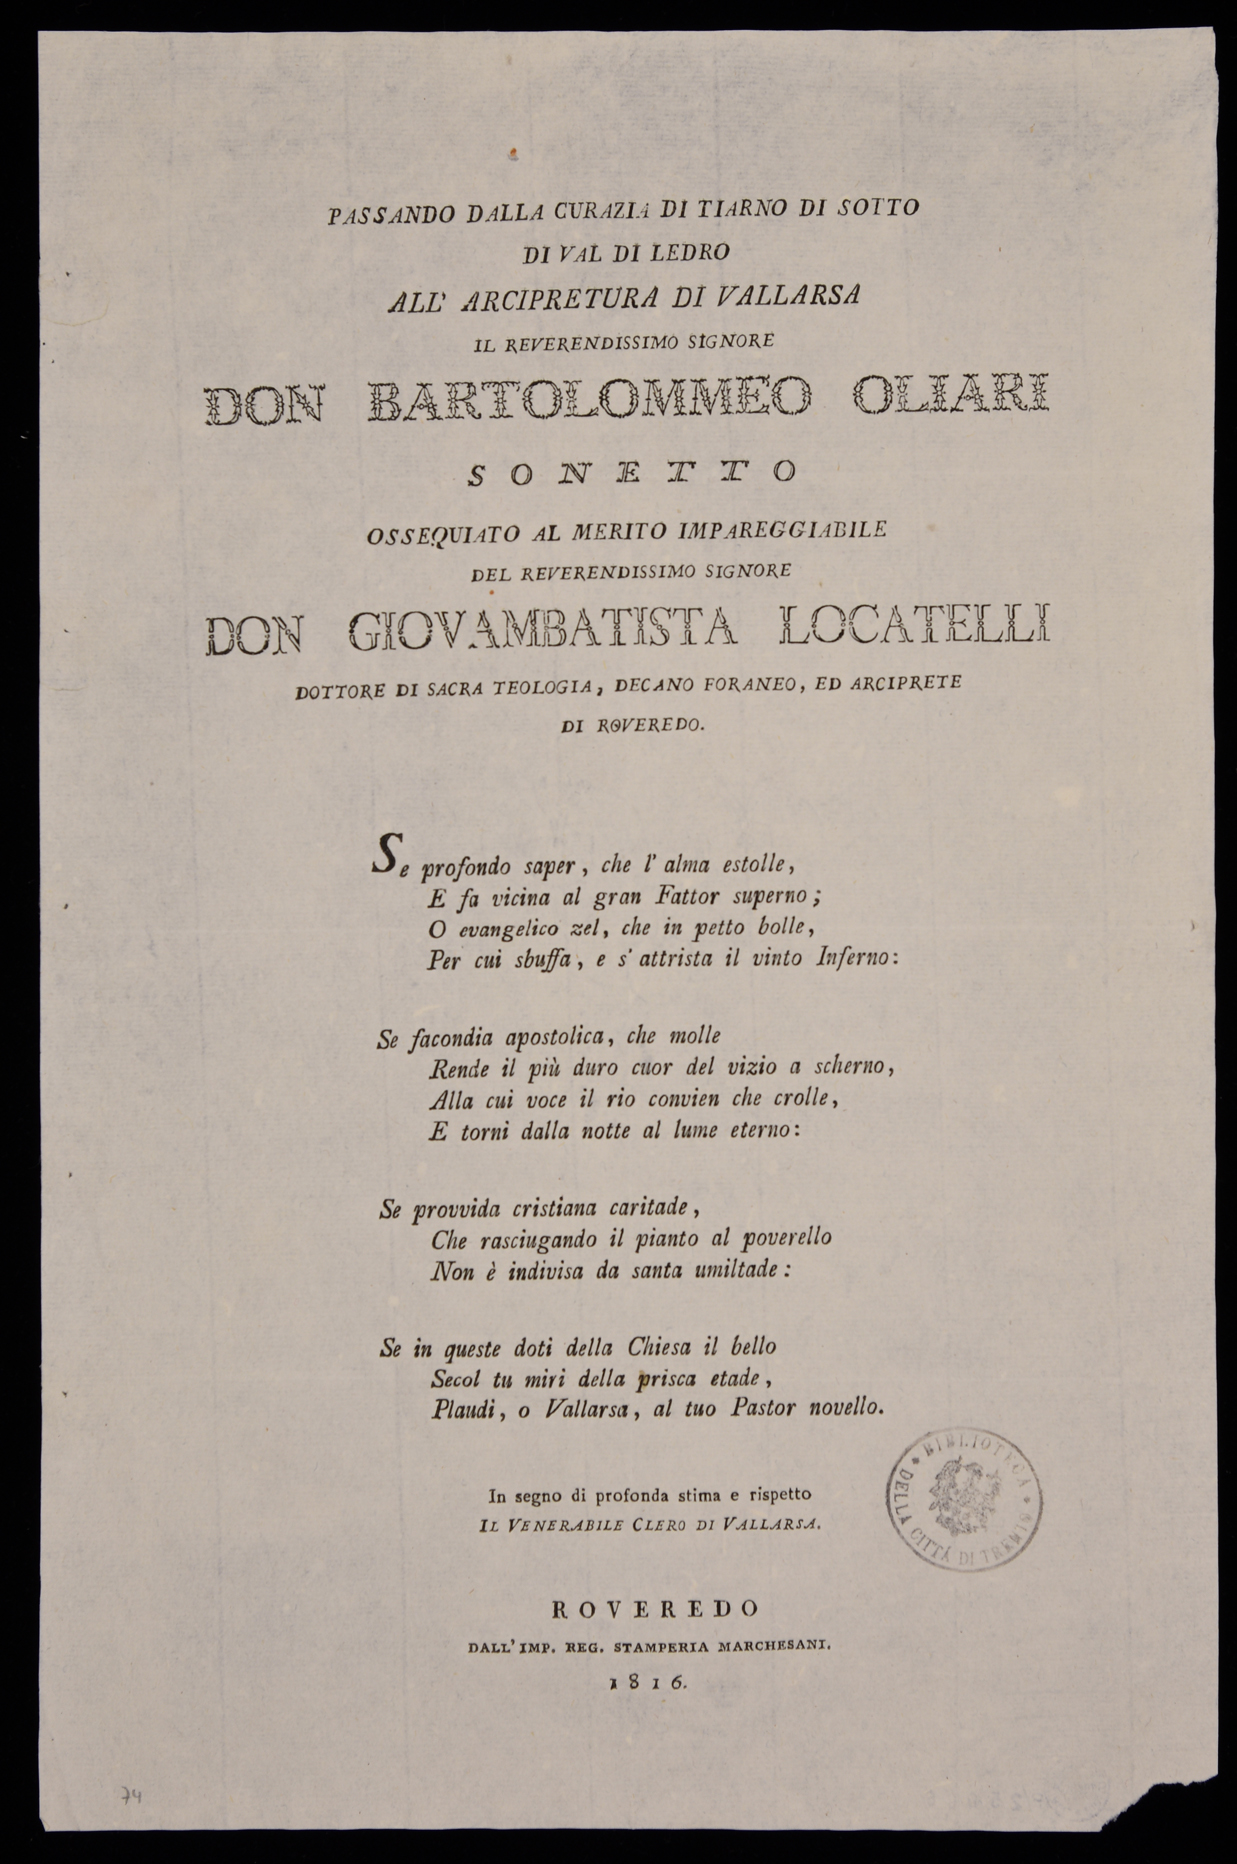 PASSANDO DALLA CURAZIA DI TIARNO DI SOTTO
DI VAL DI LEDRO
ALL' ARCIPRETURA DI VALLARSA
IL REVERENDISSIMO SIGNORE
DON BARTOLOMMEO OLIARI
SONETTO
OSSEQUIATO AL MERITO IMPAREGGIABILE
DEL REVERENDISSIMO SIGNORE
DON GIOVAMBATISTA LOCATELLI
DOTTORE DI SACRA TEOLOGIA, DECANO FORANEO, ED ARCIPRETE
DI ROVEREDO.
Se profondo saper, che l' alma estolle,
E fa vicina al gran Fattor superno;
O evangelico zel, che in petto bolle,
Per cui sbuffa, e s' attrista il vinto Inferno:
Se facondia apostolica, che molle
Rende il più duro cuor del vizio a scherno,
Alla cui voce il rio convien che crolle,
E torni dalla notte al lume eterno:
Se provvida cristiana caritade,
Che rasciugando il pianto al poverello
Non è indivisa da santa umiltade:
Se in queste doti della Chiesa il bello
Secol tu miri della prisca etade,
Plaudi, o Vallarsa, al tuo Pastor novello.
In segno di profonda stima e rispetto
IL VENERABILE CLERO DI VALLARSA.
BIBLIOTECA DELLA CITTÀ DI TRENTO
ROVEREDO
DALL' IMP. REG. STAMPERIA MARCHESANI.
1816.
74